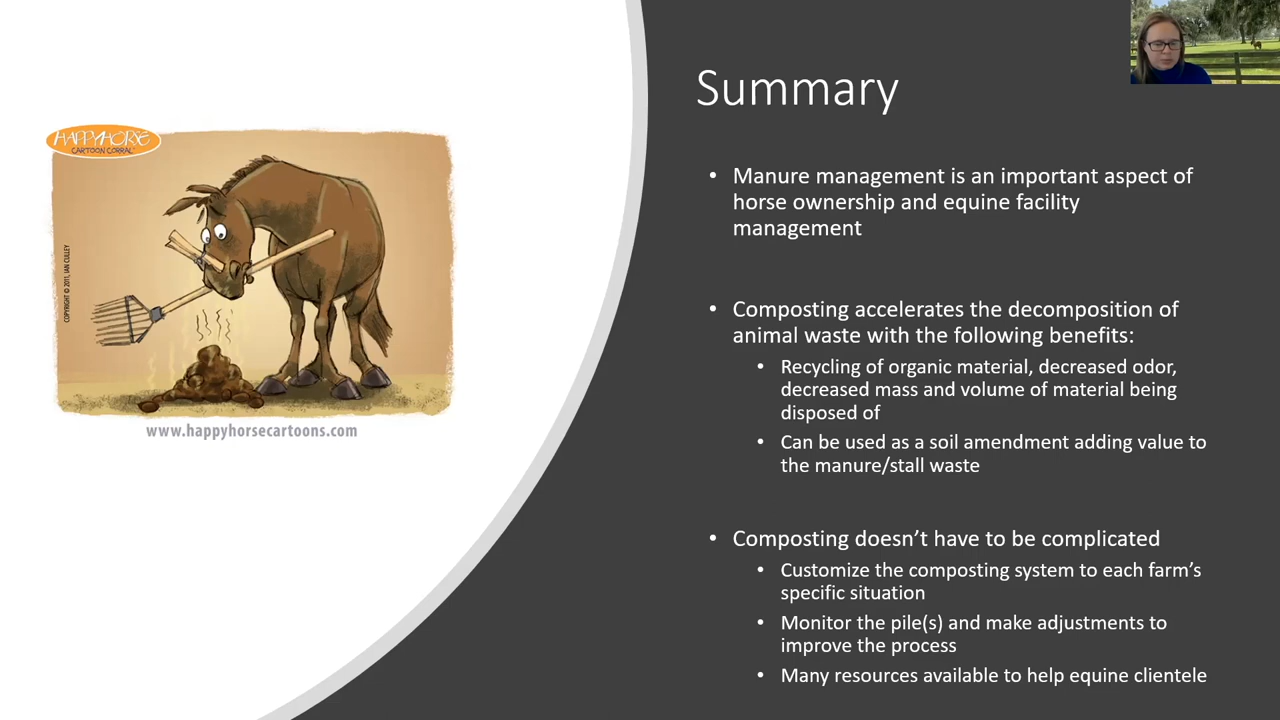 HAPPYHORSE
CARTOON CORRAL
COPYRIGHT © 2011, IAN CULLEY
www.happyhorsecartoons.com
Summary
• Manure management is an important aspect of
horse ownership and equine facility
management
• Composting accelerates the decomposition of
animal waste with the following benefits:
• Recycling of organic material, decreased odor,
decreased mass and volume of material being
disposed of
• Can be used as a soil amendment adding value to
the manure/stall waste
• Composting doesn’t have to be complicated
• Customize the composting system to each farm’s
specific situation
• Monitor the pile(s) and make adjustments to
improve the process
• Many resources available to help equine clientele